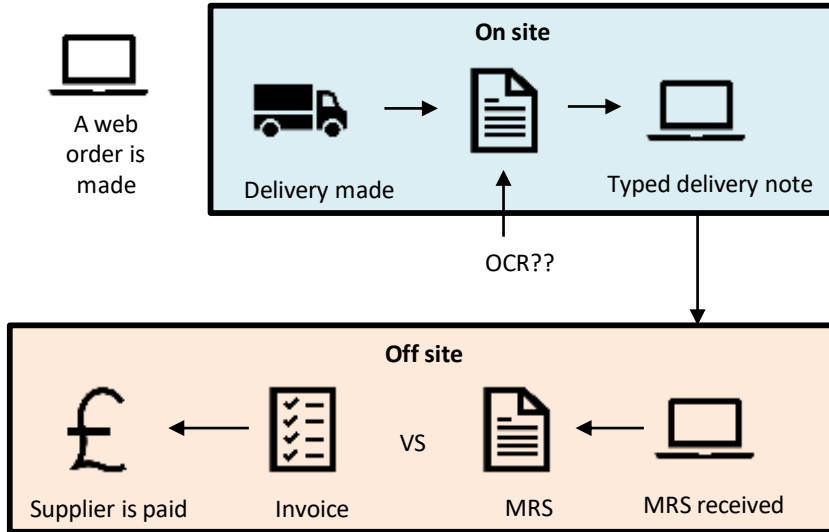 On site
A web
order is
made
Delivery made
Typed delivery note
OCR??
Off site
£
VS
Supplier is paid
Invoice
MRS
MRS received